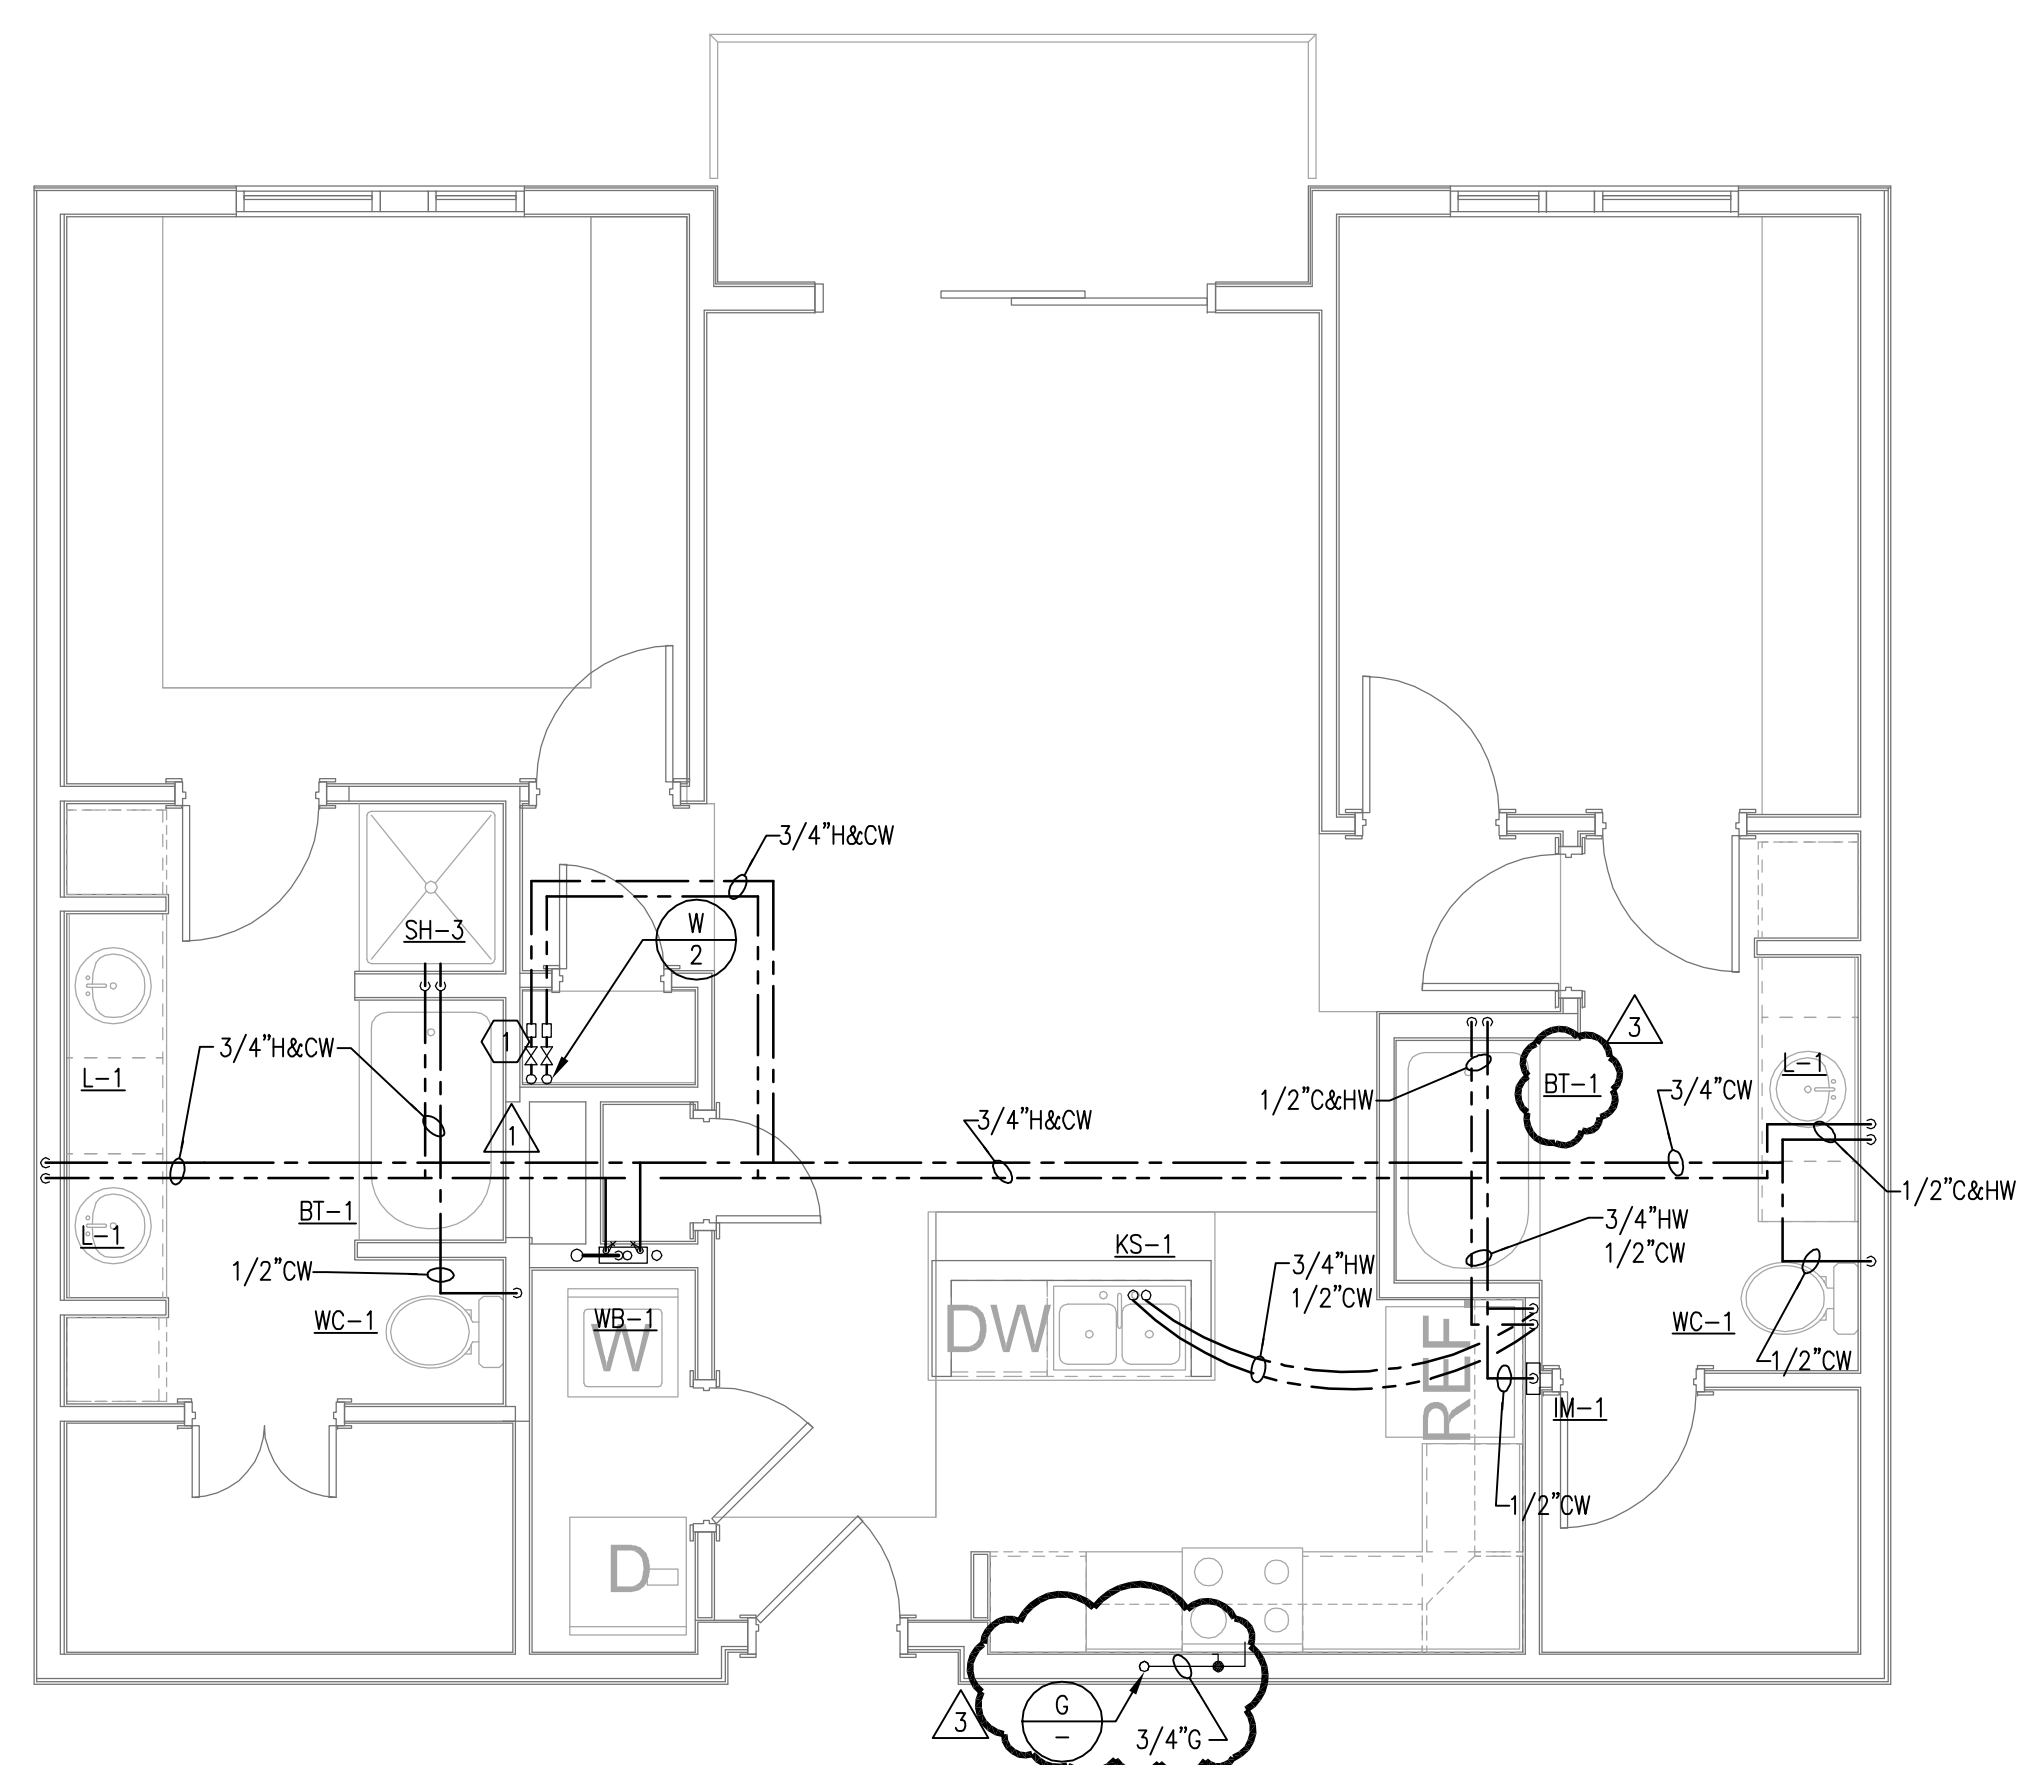 3/4"H&CW
SH-3
W
2
1
3/4"H&CW
L-1
1
3/4"H&CW
1/2"C&HW
BT-1
3
L-1
3/4"CW
1/2"C&HW
BT-1
L-1
KS-1
3/4"HW
1/2"CW
3/4"HW
1/2"CW
1/2"CW
WC-1
WB-1
W
DW
REF.
WC-1
1/2"CW
IM-1
1/2"CW
D
G
-
3
3/4"G